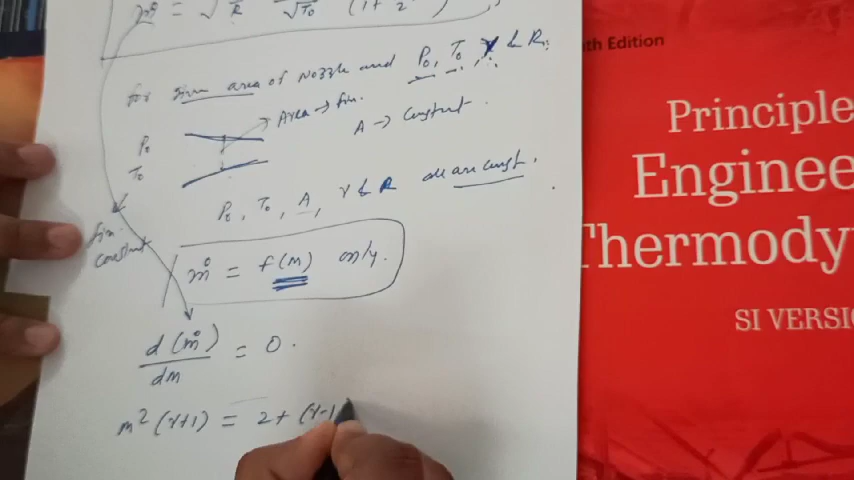 ṁ = √ R √T₀ (1+ 2
for given area of Nozzle and P₀, T₀, γ & R.
P₀ Area → fix.
T₀ A → Constant.
P₀, T₀, A, γ & R all are const.
fix.
constant
ṁ = f(M) only.
d(ṁ)/dM = 0.
M²(γ+1) = 2+(γ-1
th Edition
Principle
Enginee
Thermody
SI VERSI